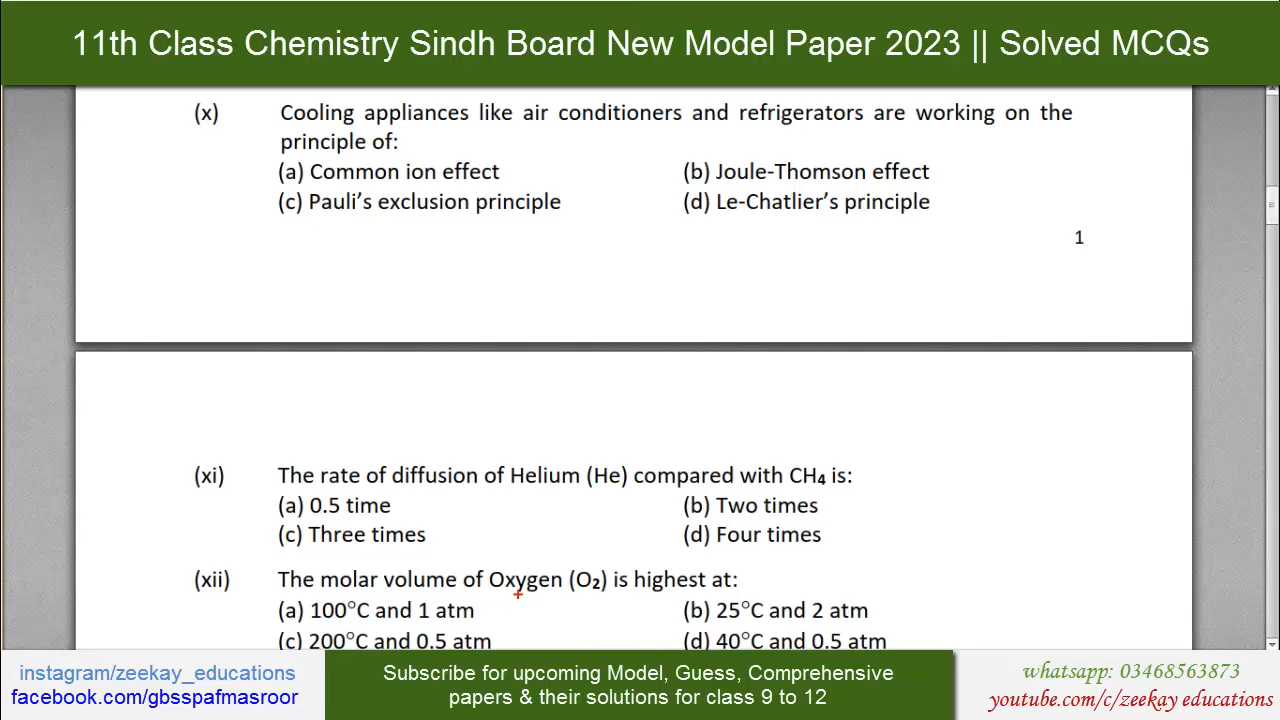 11th Class Chemistry Sindh Board New Model Paper 2023 || Solved MCQs
(x) Cooling appliances like air conditioners and refrigerators are working on the
principle of:
(a) Common ion effect (b) Joule-Thomson effect
(c) Pauli’s exclusion principle (d) Le-Chatlier’s principle
1
(xi) The rate of diffusion of Helium (He) compared with CH₄ is:
(a) 0.5 time (b) Two times
(c) Three times (d) Four times
(xii) The molar volume of Oxygen (O₂) is highest at:
(a) 100°C and 1 atm (b) 25°C and 2 atm
(c) 200°C and 0.5 atm (d) 40°C and 0.5 atm
instagram/zeekay_educations
facebook.com/gbsspafmasroor
Subscribe for upcoming Model, Guess, Comprehensive
papers & their solutions for class 9 to 12
whatsapp: 03468563873
youtube.com/c/zeekay educations